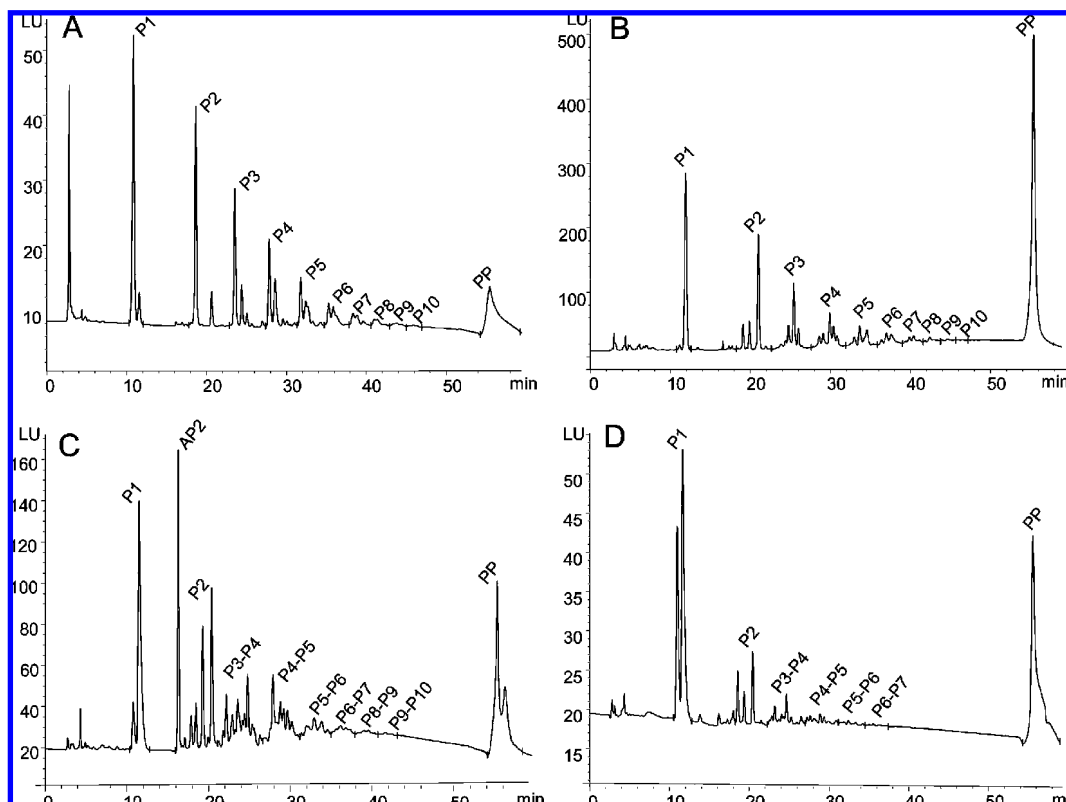 LU A P1
50
40 P2
30 P3
20 P4
P5
P6
P7
P8
P9
P10
PP
10
0 10 20 30 40 50 min
LU B PP
500
400
300 P1
200 P2
P3
100 P4
P5
P6
P7
P8
P9
P10
0 10 20 30 40 50 min
LU C AP2
160
140 P1
120
100 P2 PP
80
60 P3-P4 P4-P5
40 P5-P6 P6-P7 P8-P9 P9-P10
20
0 10 20 30 40 50 min
LU D P1
50
45
40 PP
35
30 P2
25 P3-P4 P4-P5 P5-P6 P6-P7
20
15
0 10 20 30 40 50 min